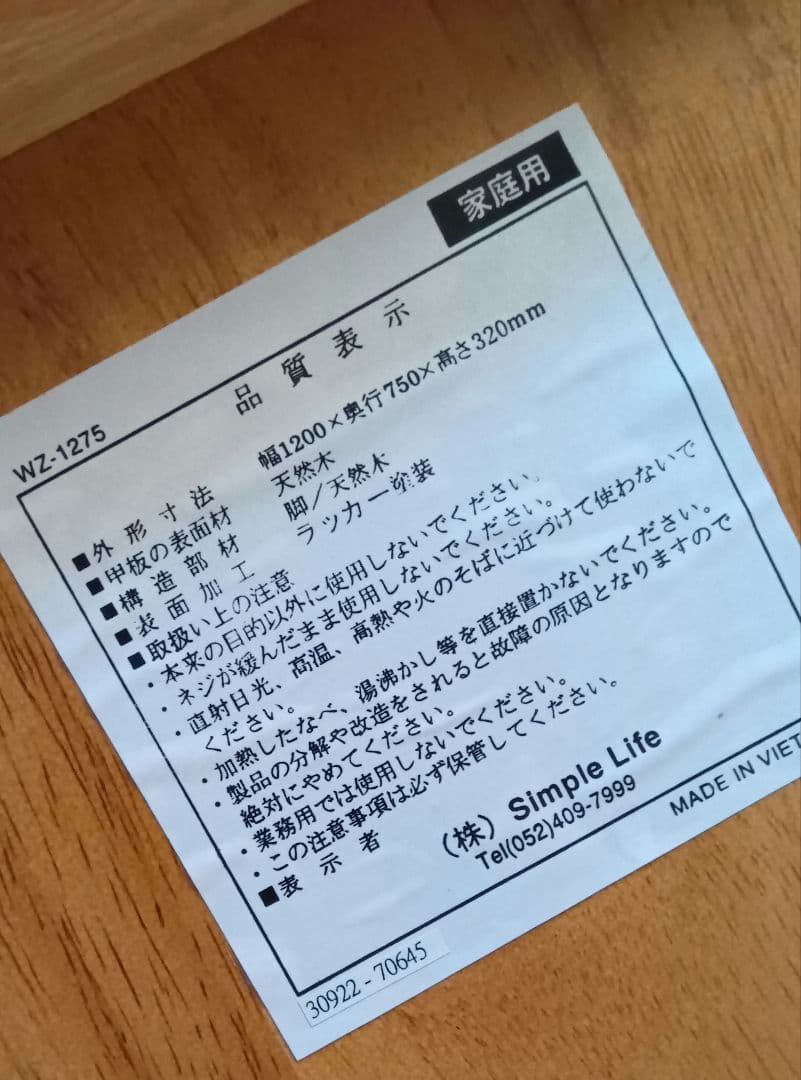 家庭用
WZ-1275
品質表示
■外形寸法 幅1200×奥行750×高さ320mm
■甲板の表面材 天然木
■構造部材 脚／天然木
■表面加工 ラッカー塗装
■取扱い上の注意
・本来の目的以外に使用しないでください。
・ネジが緩んだまま使用しないでください。
・直射日光、高温、高熱や火のそばに近づけて使わないで
ください。
・加熱したなべ、湯沸かし等を直接置かないでください。
・製品の分解や改造をされると故障の原因となりますので
絶対にやめてください。
・業務用では使用しないでください。
・この注意事項は必ず保管してください。
■表示者 （株）Simple Life
Tel(052)409-7999
MADE IN VIET
30922 - 70645